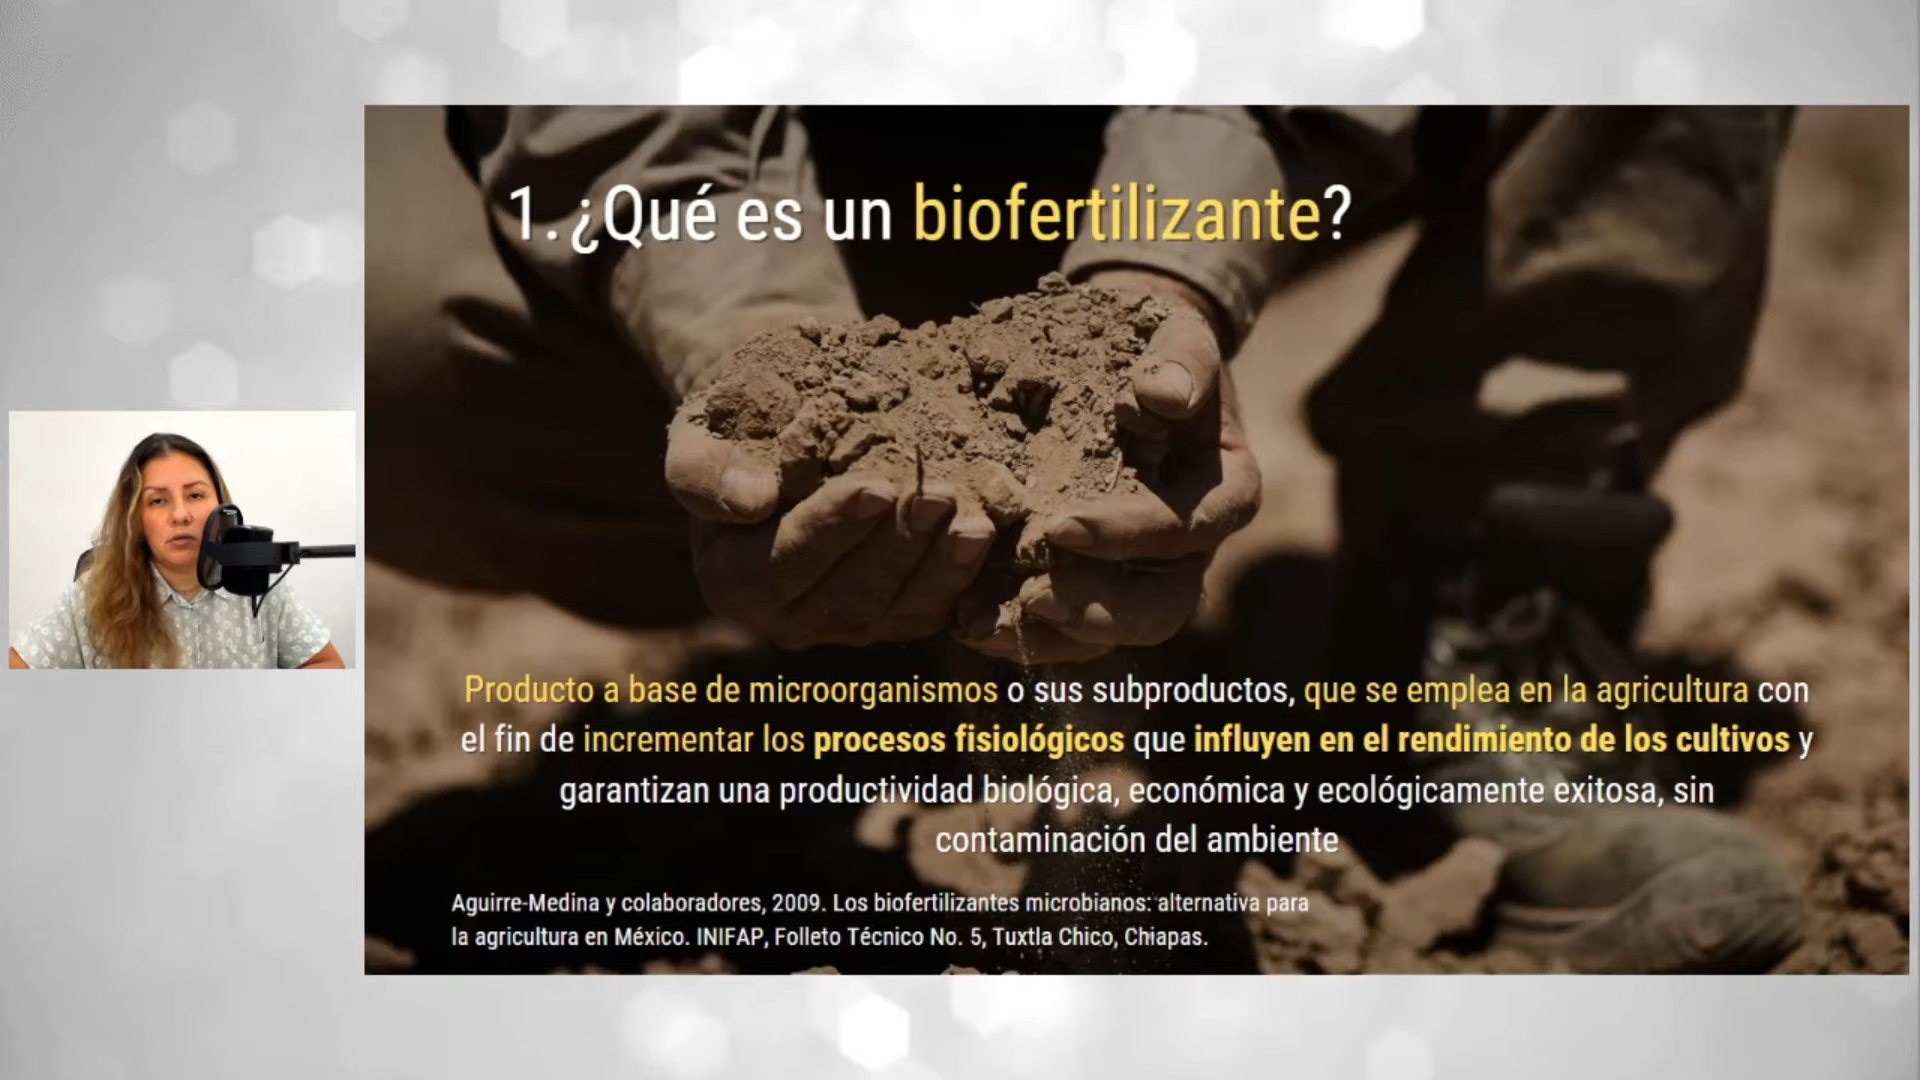 1. ¿Qué es un biofertilizante?
Producto a base de microorganismos o sus subproductos, que se emplea en la agricultura con
el fin de incrementar los procesos fisiológicos que influyen en el rendimiento de los cultivos y
garantizan una productividad biológica, económica y ecológicamente exitosa, sin
contaminación del ambiente
Aguirre-Medina y colaboradores, 2009. Los biofertilizantes microbianos: alternativa para
la agricultura en México. INIFAP, Folleto Técnico No. 5, Tuxtla Chico, Chiapas.